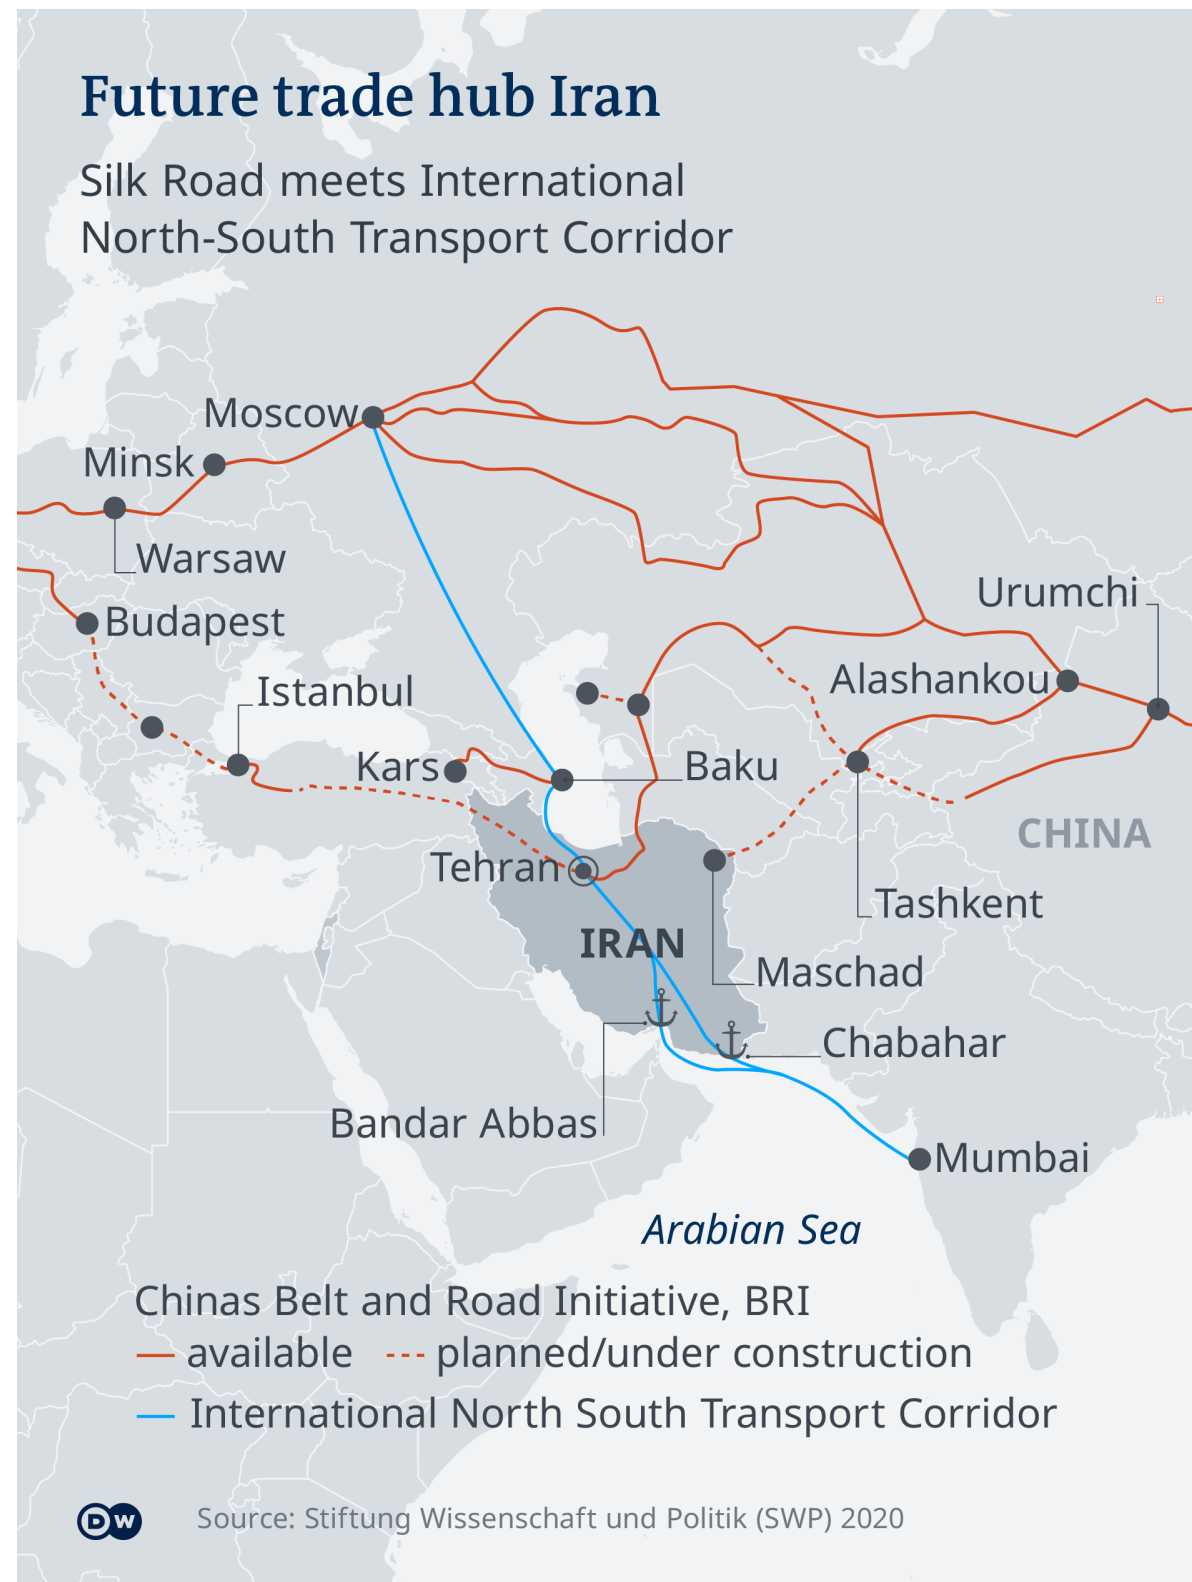 Future trade hub Iran
Silk Road meets International
North-South Transport Corridor
Moscow
Minsk
Warsaw
Urumchi
Budapest
Alashankou
Istanbul
Kars
Baku
CHINA
Tehran
Tashkent
IRAN
Maschad
Chabahar
Bandar Abbas
Mumbai
Arabian Sea
Chinas Belt and Road Initiative, BRI
available planned/under construction
International North South Transport Corridor
DW Source: Stiftung Wissenschaft und Politik (SWP) 2020